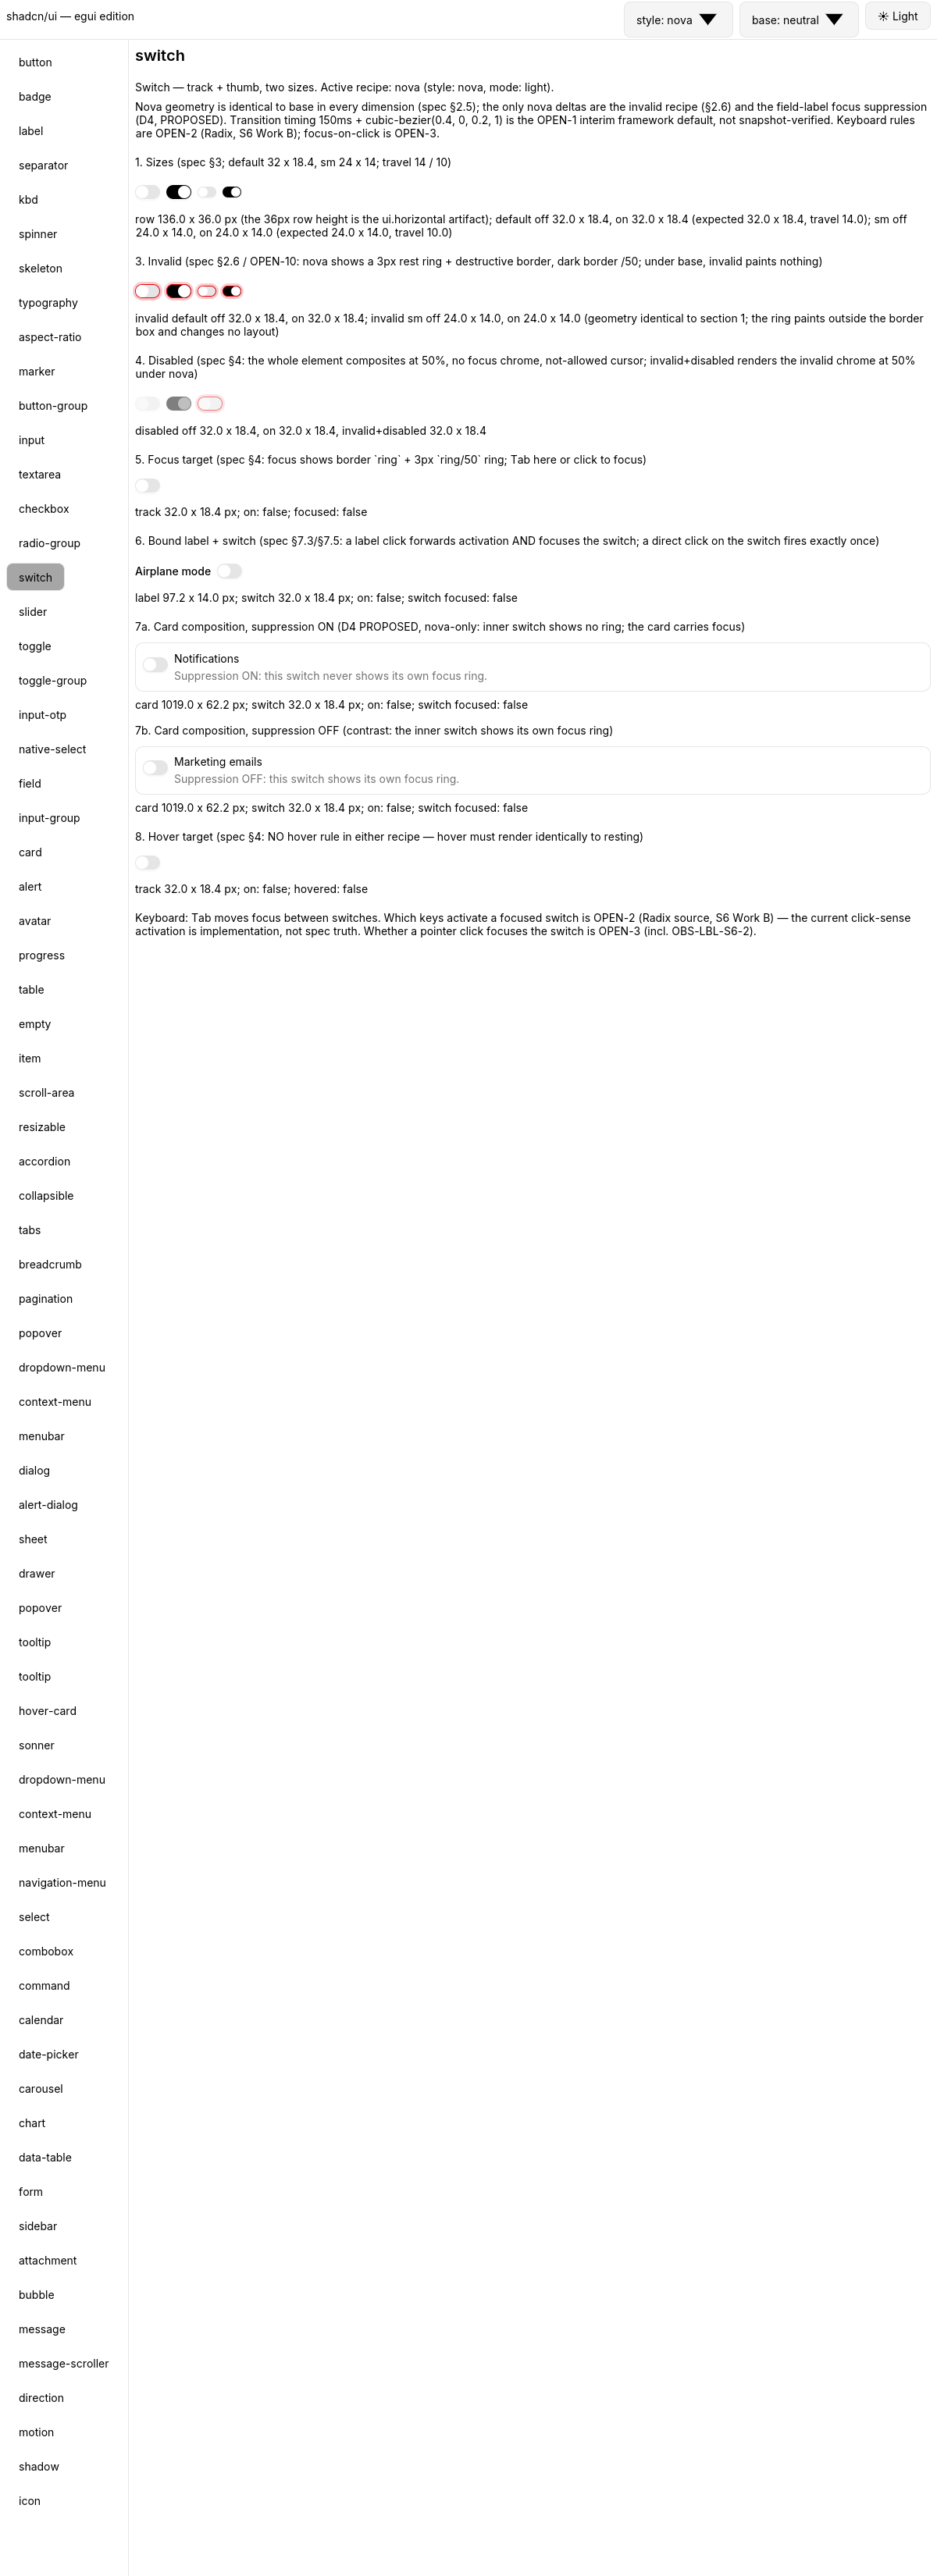 shadcn/ui — egui edition
style: nova
base: neutral
☀ Light
button
badge
label
separator
kbd
spinner
skeleton
typography
aspect-ratio
marker
button-group
input
textarea
checkbox
radio-group
switch
slider
toggle
toggle-group
input-otp
native-select
field
input-group
card
alert
avatar
progress
table
empty
item
scroll-area
resizable
accordion
collapsible
tabs
breadcrumb
pagination
popover
dropdown-menu
context-menu
menubar
dialog
alert-dialog
sheet
drawer
popover
tooltip
tooltip
hover-card
sonner
dropdown-menu
context-menu
menubar
navigation-menu
select
combobox
command
calendar
date-picker
carousel
chart
data-table
form
sidebar
attachment
bubble
message
message-scroller
direction
motion
shadow
icon
switch
Switch — track + thumb, two sizes. Active recipe: nova (style: nova, mode: light).
Nova geometry is identical to base in every dimension (spec §2.5); the only nova deltas are the invalid recipe (§2.6) and the field-label focus suppression
(D4, PROPOSED). Transition timing 150ms + cubic-bezier(0.4, 0, 0.2, 1) is the OPEN-1 interim framework default, not snapshot-verified. Keyboard rules
are OPEN-2 (Radix, S6 Work B); focus-on-click is OPEN-3.
1. Sizes (spec §3; default 32 x 18.4, sm 24 x 14; travel 14 / 10)
row 136.0 x 36.0 px (the 36px row height is the ui.horizontal artifact); default off 32.0 x 18.4, on 32.0 x 18.4 (expected 32.0 x 18.4, travel 14.0); sm off
24.0 x 14.0, on 24.0 x 14.0 (expected 24.0 x 14.0, travel 10.0)
3. Invalid (spec §2.6 / OPEN-10: nova shows a 3px rest ring + destructive border, dark border /50; under base, invalid paints nothing)
invalid default off 32.0 x 18.4, on 32.0 x 18.4; invalid sm off 24.0 x 14.0, on 24.0 x 14.0 (geometry identical to section 1; the ring paints outside the border
box and changes no layout)
4. Disabled (spec §4: the whole element composites at 50%, no focus chrome, not-allowed cursor; invalid+disabled renders the invalid chrome at 50%
under nova)
disabled off 32.0 x 18.4, on 32.0 x 18.4, invalid+disabled 32.0 x 18.4
5. Focus target (spec §4: focus shows border `ring` + 3px `ring/50` ring; Tab here or click to focus)
track 32.0 x 18.4 px; on: false; focused: false
6. Bound label + switch (spec §7.3/§7.5: a label click forwards activation AND focuses the switch; a direct click on the switch fires exactly once)
Airplane mode
label 97.2 x 14.0 px; switch 32.0 x 18.4 px; on: false; switch focused: false
7a. Card composition, suppression ON (D4 PROPOSED, nova-only: inner switch shows no ring; the card carries focus)
Notifications
Suppression ON: this switch never shows its own focus ring.
card 1019.0 x 62.2 px; switch 32.0 x 18.4 px; on: false; switch focused: false
7b. Card composition, suppression OFF (contrast: the inner switch shows its own focus ring)
Marketing emails
Suppression OFF: this switch shows its own focus ring.
card 1019.0 x 62.2 px; switch 32.0 x 18.4 px; on: false; switch focused: false
8. Hover target (spec §4: NO hover rule in either recipe — hover must render identically to resting)
track 32.0 x 18.4 px; on: false; hovered: false
Keyboard: Tab moves focus between switches. Which keys activate a focused switch is OPEN-2 (Radix source, S6 Work B) — the current click-sense
activation is implementation, not spec truth. Whether a pointer click focuses the switch is OPEN-3 (incl. OBS-LBL-S6-2).